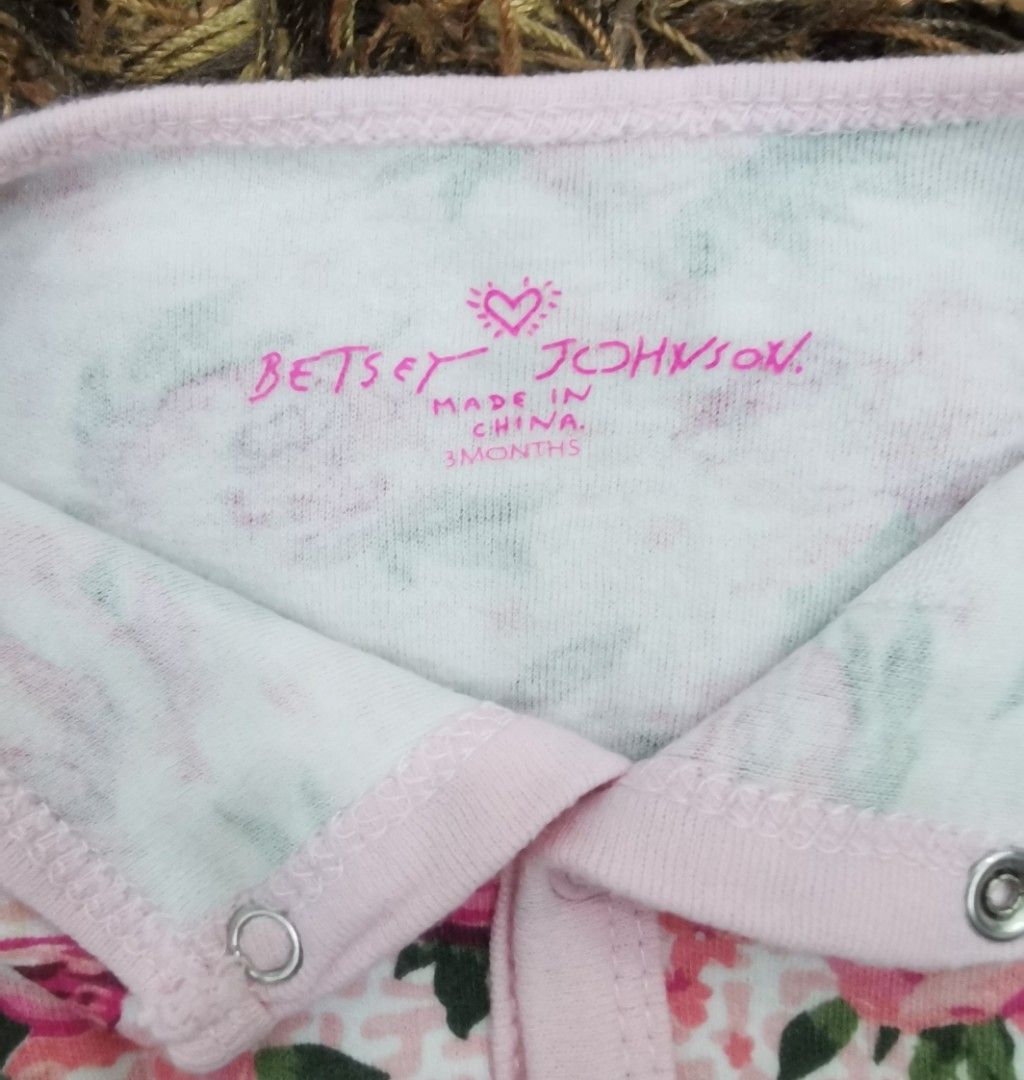 BETSEY JOHNSON.
MADE IN
CHINA.
3MONTHS